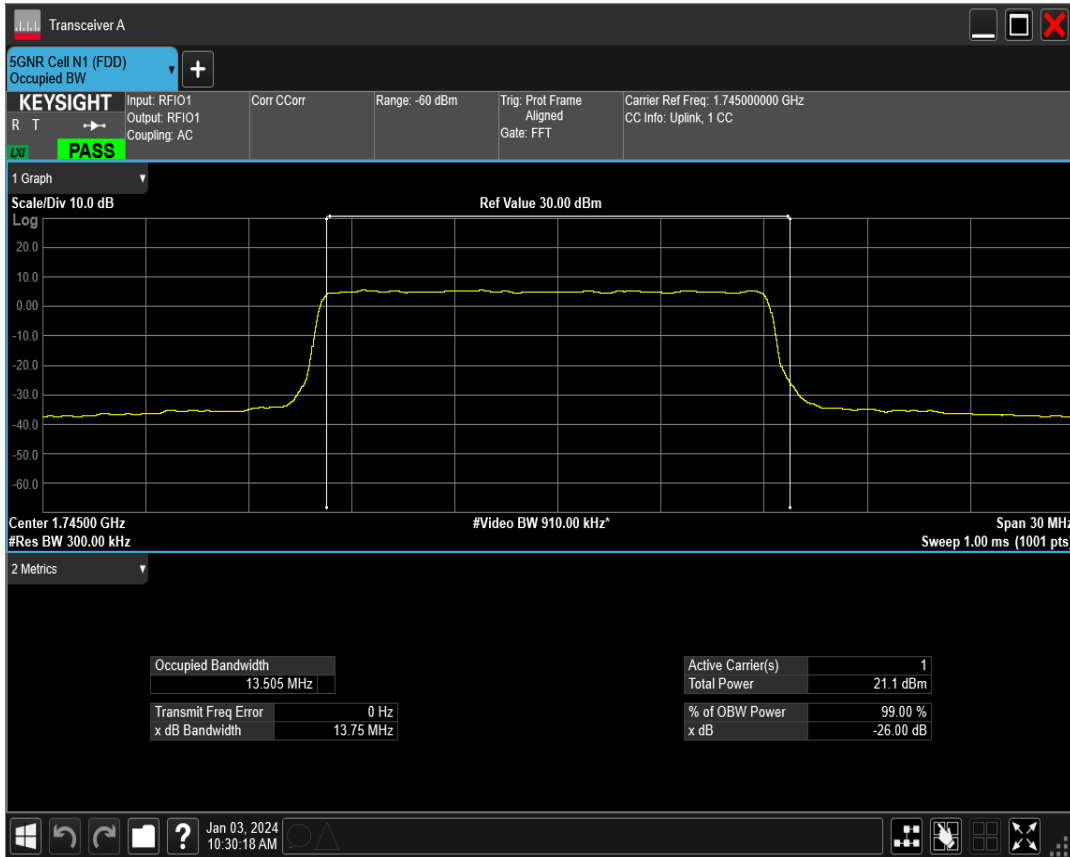 Transceiver A
5GNR Cell N1 (FDD)
Occupied BW
+
KEYSIGHT
R T
LXI
PASS
Input: RFIO1
Output: RFIO1
Coupling: AC
Corr CCorr
Range: -60 dBm
Trig: Prot Frame
Aligned
Gate: FFT
Carrier Ref Freq: 1.745000000 GHz
CC Info: Uplink, 1 CC
1 Graph
Scale/Div 10.0 dB
Ref Value 30.00 dBm
Log
20.0
10.0
0.00
-10.0
-20.0
-30.0
-40.0
-50.0
-60.0
Center 1.74500 GHz
#Video BW 910.00 kHz*
Span 30 MHz
#Res BW 300.00 kHz
Sweep 1.00 ms (1001 pts)
2 Metrics
Occupied Bandwidth
13.505 MHz
Transmit Freq Error 0 Hz
x dB Bandwidth 13.75 MHz
Active Carrier(s) 1
Total Power 21.1 dBm
% of OBW Power 99.00 %
x dB -26.00 dB
?
Jan 03, 2024
10:30:18 AM